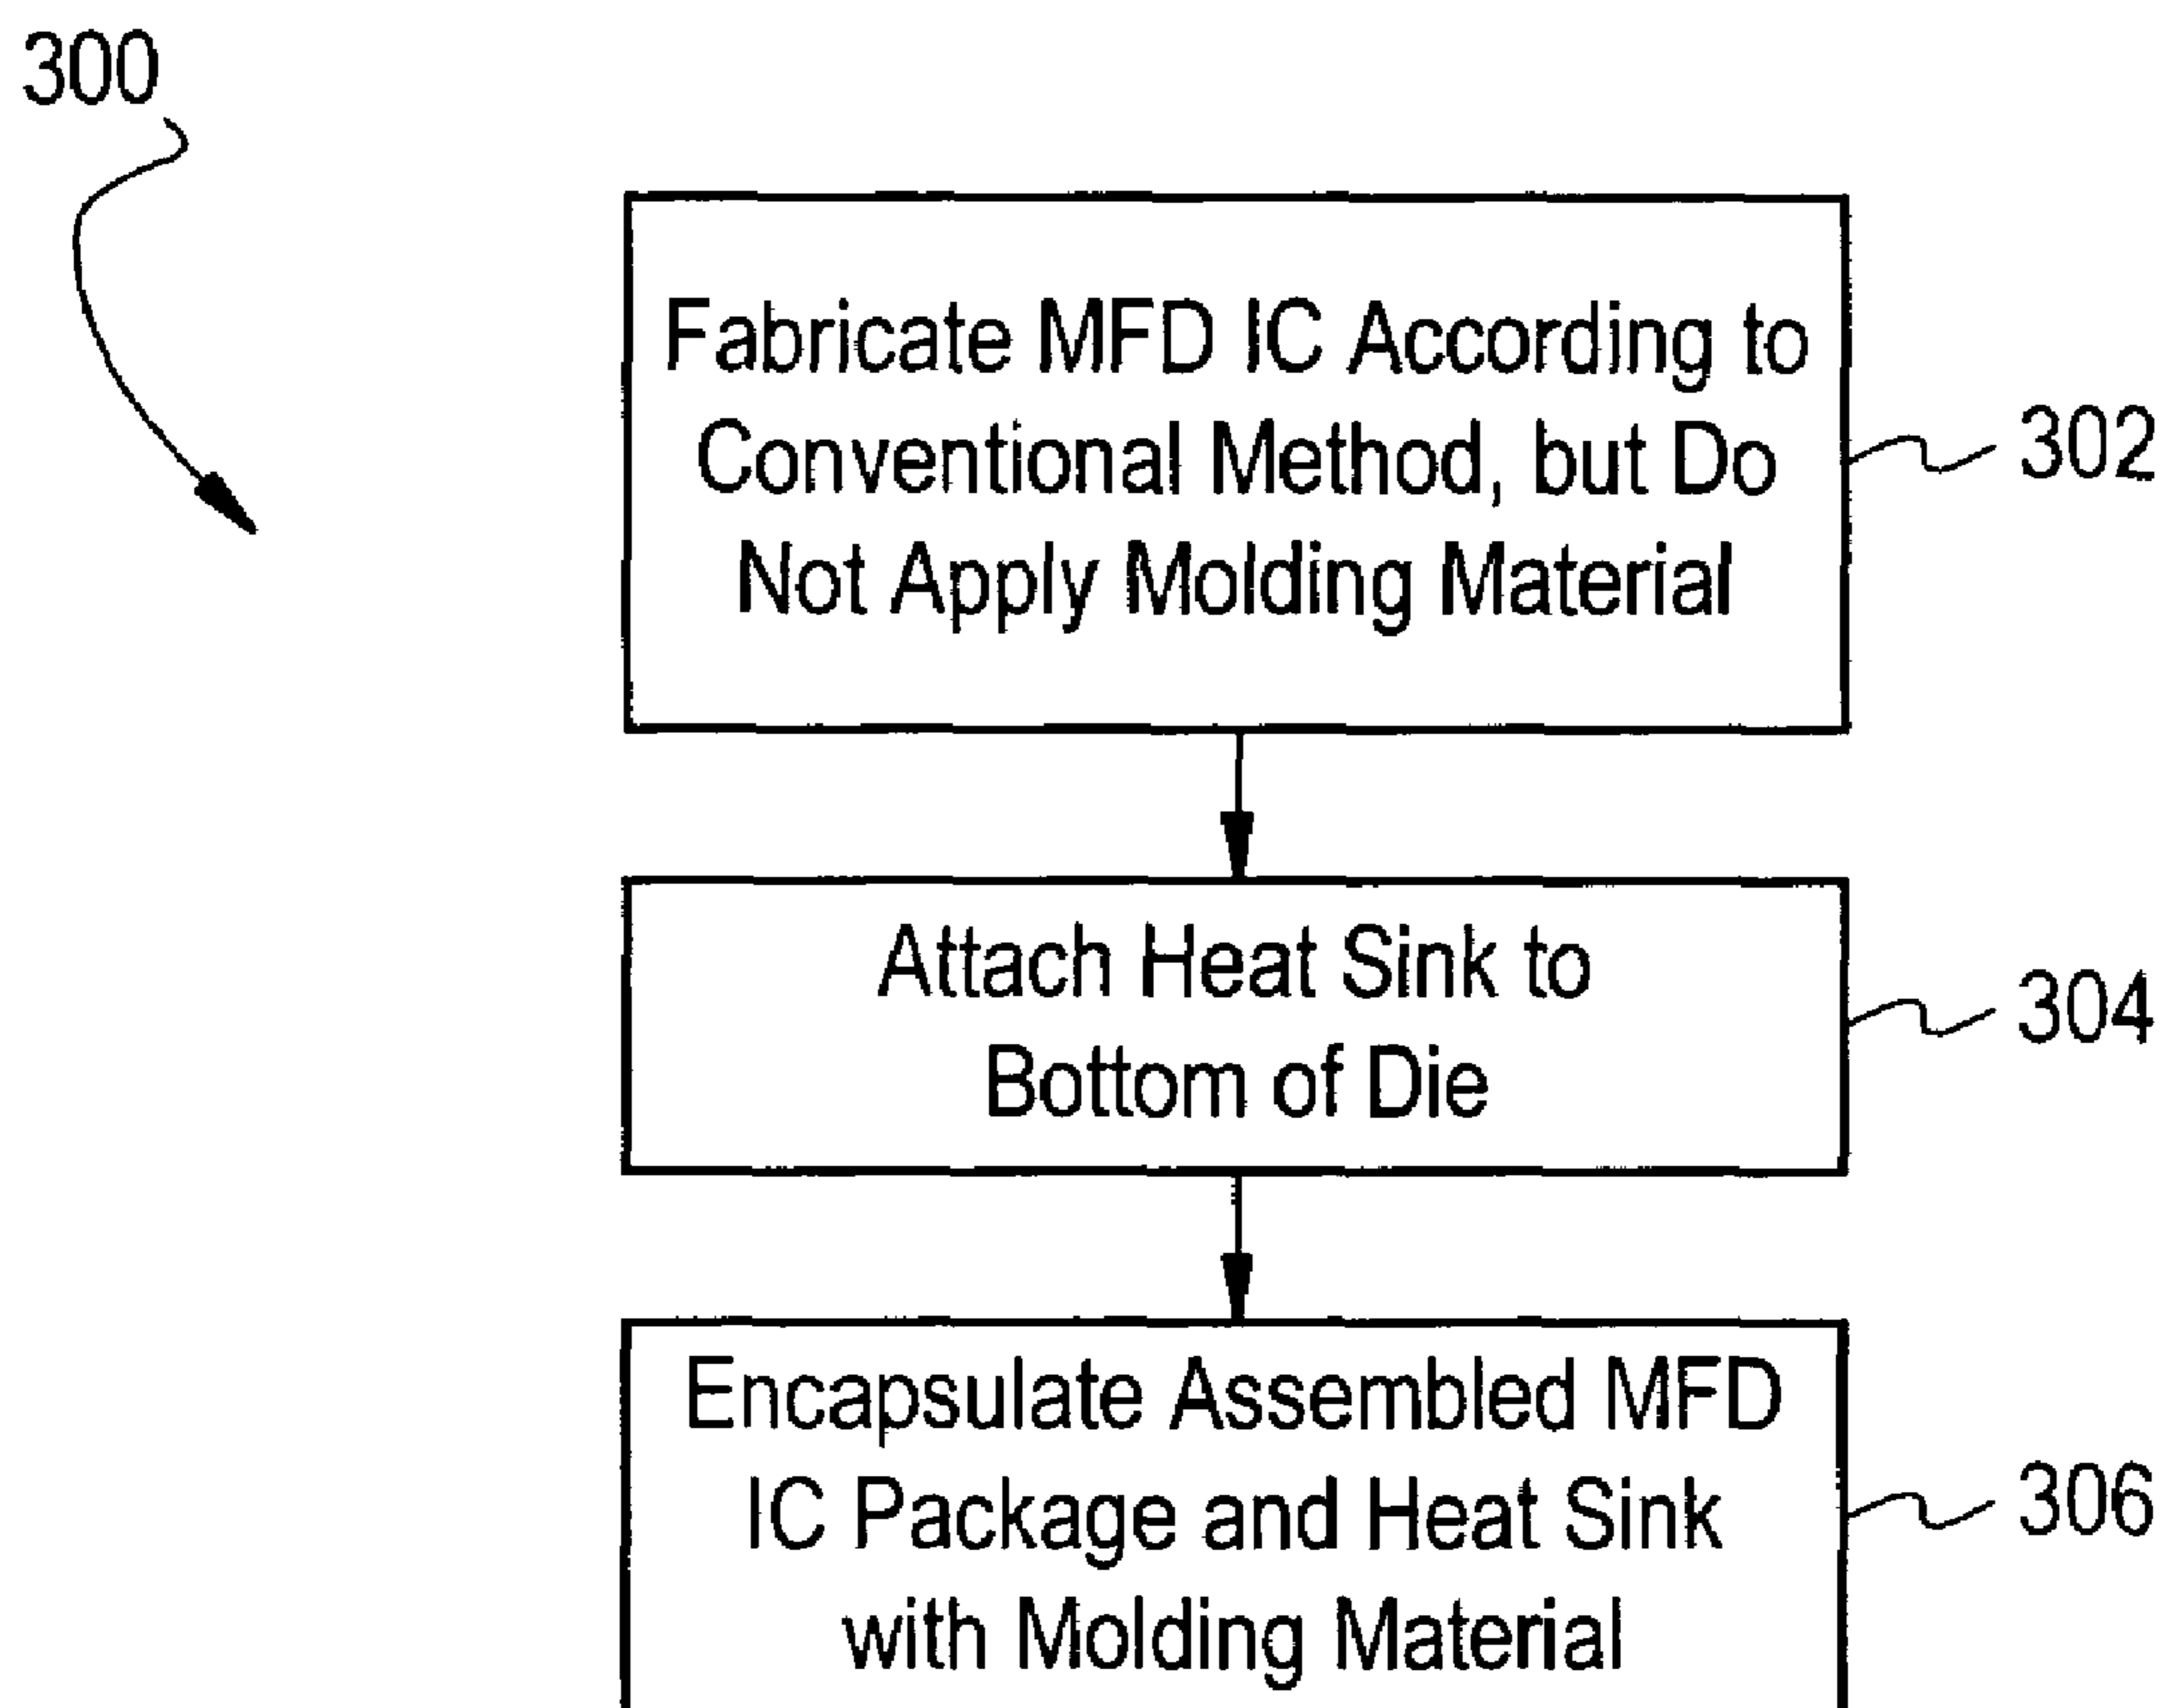 300
Fabricate MFD IC According to
Conventional Method, but Do
Not Apply Molding Material
302
Attach Heat Sink to
Bottom of Die
304
Encapsulate Assembled MFD
IC Package and Heat Sink
with Molding Material
306